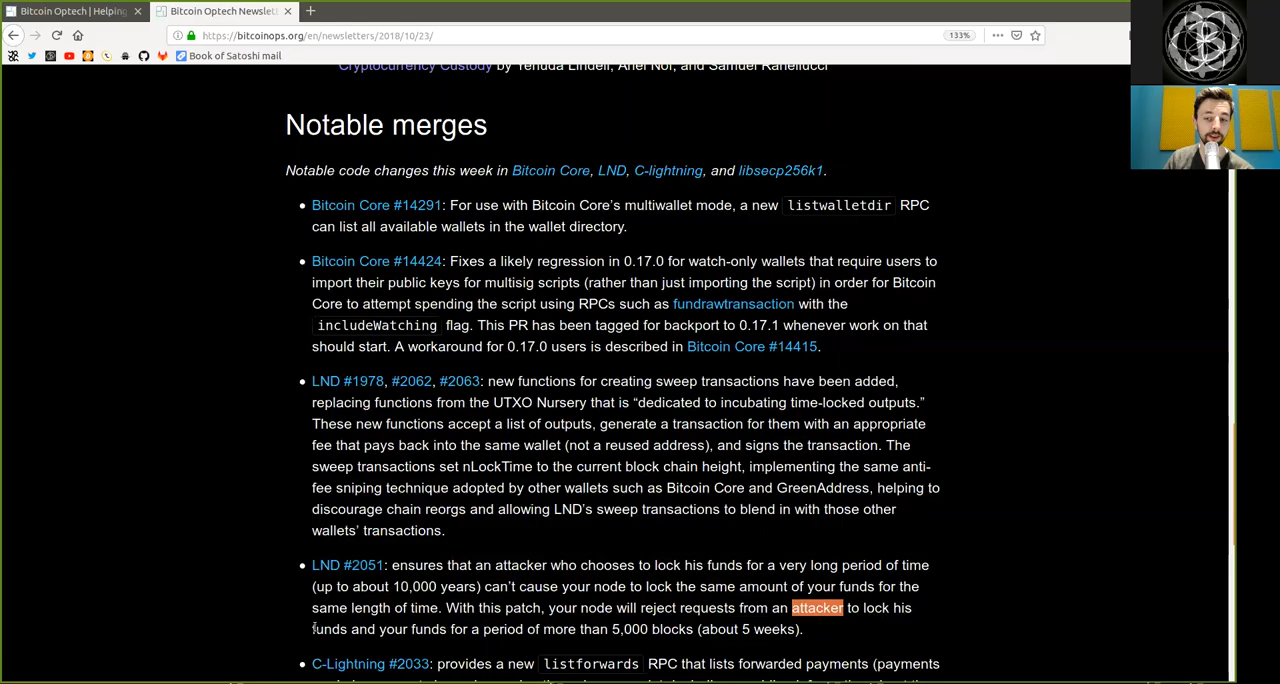 Bitcoin Optech | Helping
Bitcoin Optech Newslet
https://bitcoinops.org/en/newsletters/2018/10/23/
133%
Book of Satoshi mail
Cryptocurrency Custody by Yehuda Lindell, Ariel Nof, and Samuel Ranellucci
Notable merges
Notable code changes this week in Bitcoin Core, LND, C-lightning, and libsecp256k1.
• Bitcoin Core #14291: For use with Bitcoin Core’s multiwallet mode, a new listwalletdir RPC
can list all available wallets in the wallet directory.
• Bitcoin Core #14424: Fixes a likely regression in 0.17.0 for watch-only wallets that require users to
import their public keys for multisig scripts (rather than just importing the script) in order for Bitcoin
Core to attempt spending the script using RPCs such as fundrawtransaction with the
includeWatching flag. This PR has been tagged for backport to 0.17.1 whenever work on that
should start. A workaround for 0.17.0 users is described in Bitcoin Core #14415.
• LND #1978, #2062, #2063: new functions for creating sweep transactions have been added,
replacing functions from the UTXO Nursery that is “dedicated to incubating time-locked outputs.”
These new functions accept a list of outputs, generate a transaction for them with an appropriate
fee that pays back into the same wallet (not a reused address), and signs the transaction. The
sweep transactions set nLockTime to the current block chain height, implementing the same anti-
fee sniping technique adopted by other wallets such as Bitcoin Core and GreenAddress, helping to
discourage chain reorgs and allowing LND’s sweep transactions to blend in with those other
wallets’ transactions.
• LND #2051: ensures that an attacker who chooses to lock his funds for a very long period of time
(up to about 10,000 years) can’t cause your node to lock the same amount of your funds for the
same length of time. With this patch, your node will reject requests from an attacker to lock his
funds and your funds for a period of more than 5,000 blocks (about 5 weeks).
• C-Lightning #2033: provides a new listforwards RPC that lists forwarded payments (payments